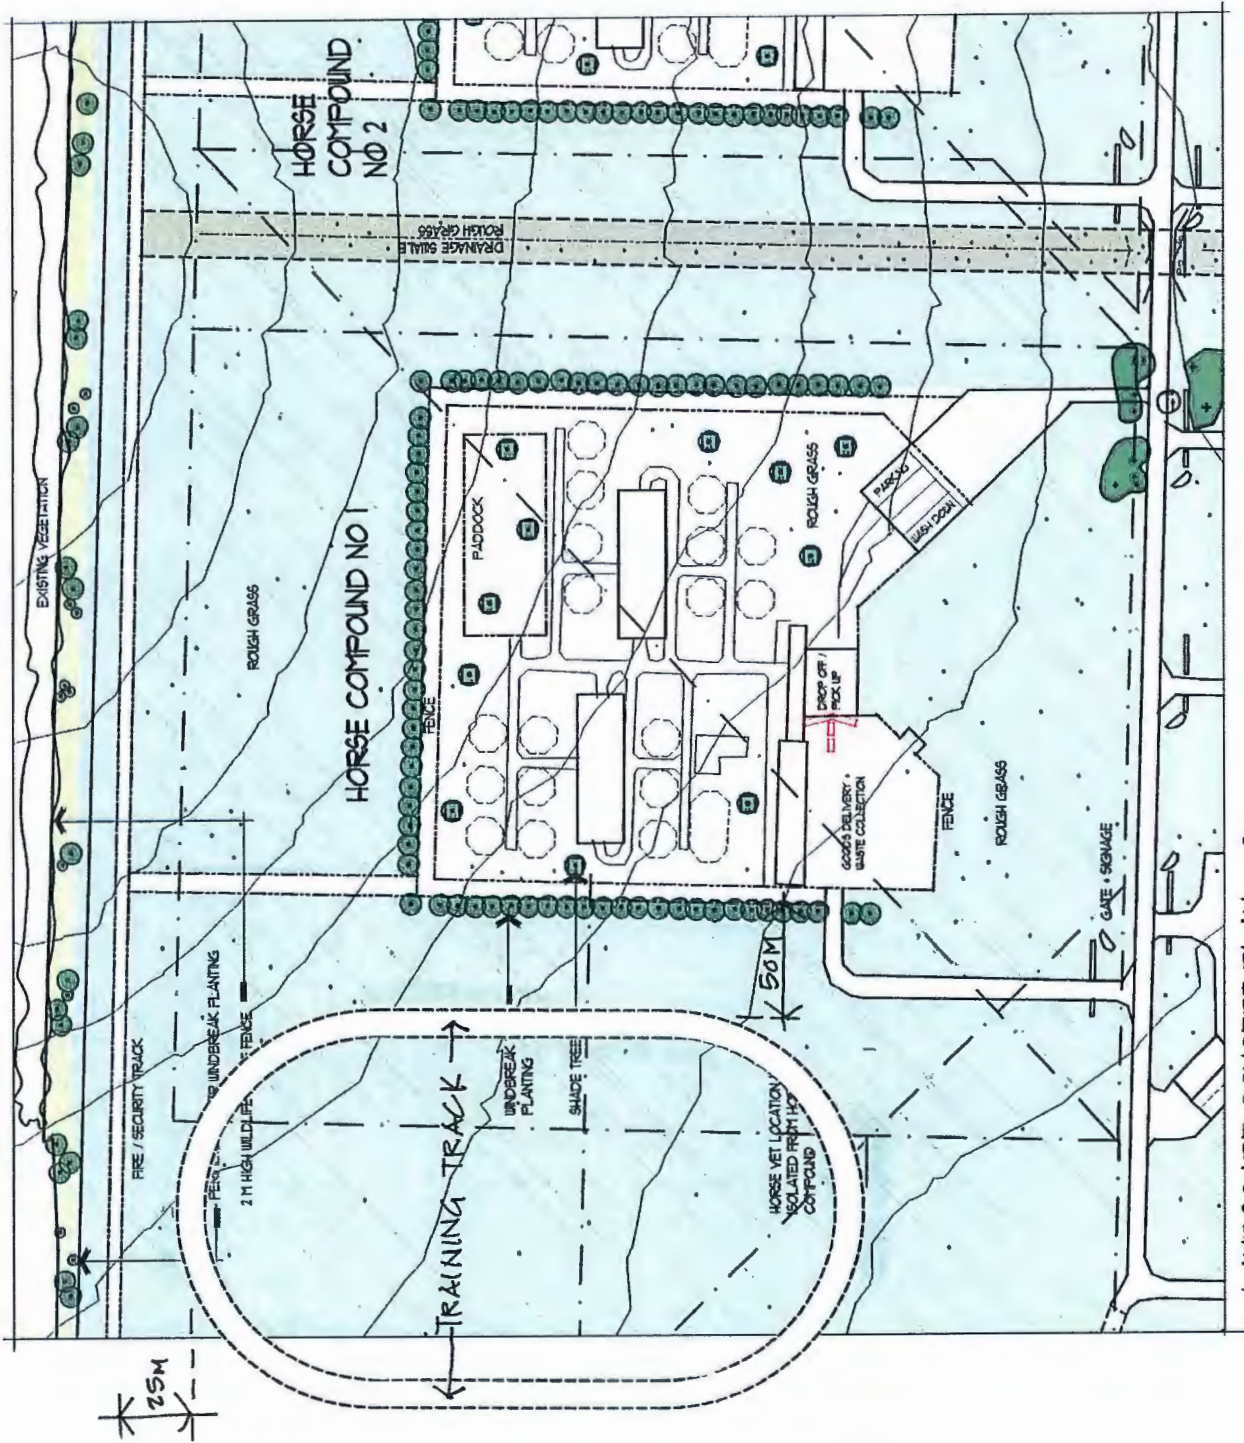 HORSE
COMPOUND
NO 2
DRAINAGE SWALE
ROUGH GRASS
EXISTING VEGETATION
ROUGH GRASS
HORSE COMPOUND NO 1
PADDOCK
FENCE
ROUGH GRASS
PARKING
WASH DOWN
DROP OFF /
PICK UP
GOODS DELIVERY &
WASTE COLLECTION
FENCE
ROUGH GRASS
GATE & SIGNAGE
FIRE / SECURITY TRACK
WINDBREAK PLANTING
2 M HIGH WILDLIFE FENCE
WINDBREAK
PLANTING
SHADE TREE
50M
TRAINING TRACK
HORSE VET LOCATION
ISOLATED FROM
COMPOUND
25M